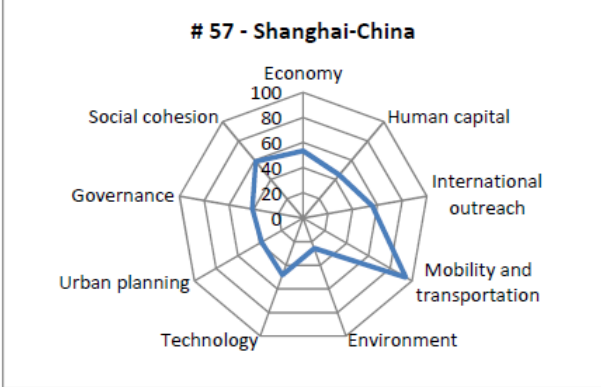 # 57 - Shanghai-China
Economy
100
Social cohesion
Human capital
80
60
40
Governance
20
International
outreach
0
Mobility and
transportation
Urban planning
Technology
Environment